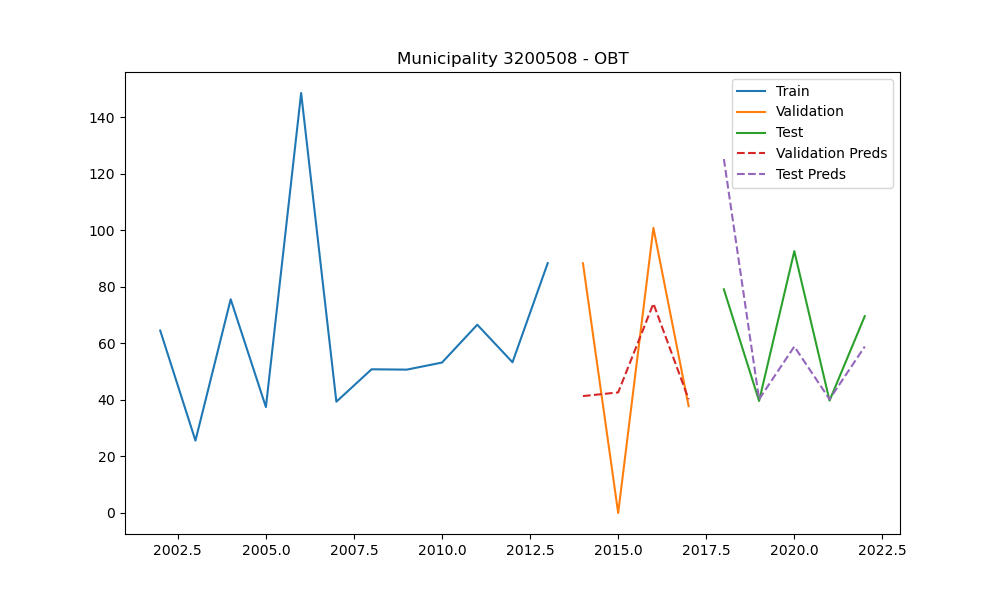 Municipality 3200508 - OBT
Train
Validation
Test
Validation Preds
Test Preds
140
120
100
80
60
40
20
0
2002.5 2005.0 2007.5 2010.0 2012.5 2015.0 2017.5 2020.0 2022.5